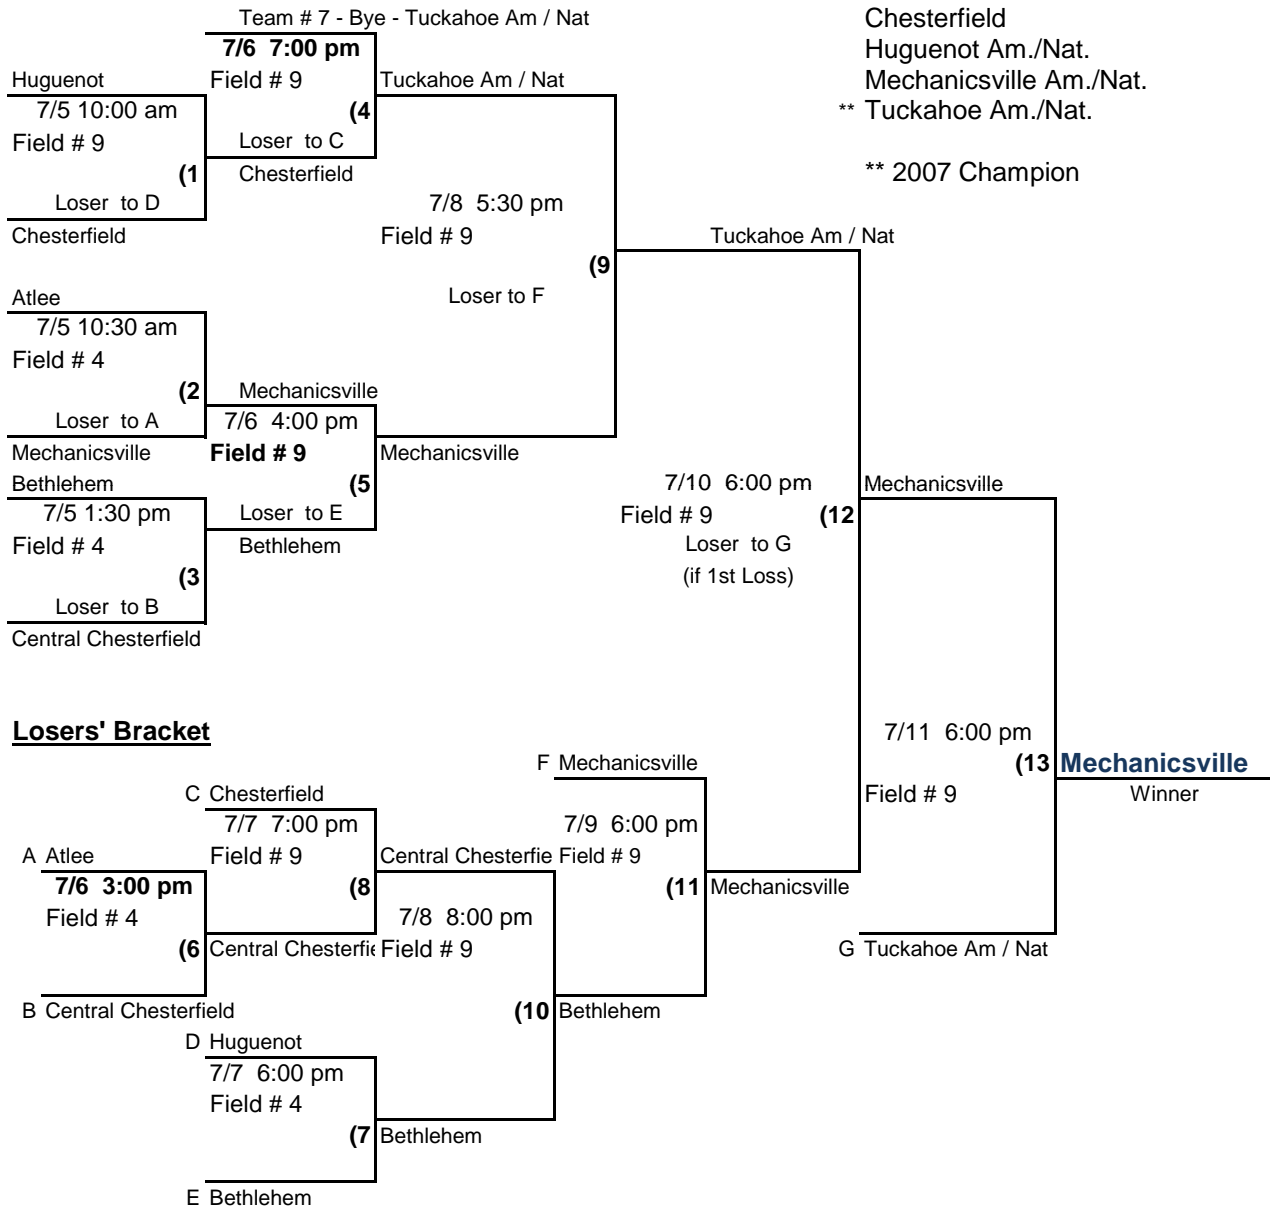 Team # 7 - Bye - Tuckahoe Am / Nat
Chesterfield
7/6 7:00 pm
Huguenot Am./Nat.
Huguenot
Field # 9
Tuckahoe Am / Nat
Mechanicsville Am./Nat.
7/5 10:00 am
(4
** Tuckahoe Am./Nat.
Field # 9
Loser to C
(1
Chesterfield
** 2007 Champion
Loser to D
7/8 5:30 pm
Chesterfield
Field # 9
Tuckahoe Am / Nat
(9
Atlee
Loser to F
7/5 10:30 am
Field # 4
(2
Mechanicsville
Loser to A
7/6 4:00 pm
Mechanicsville
Field # 9
Mechanicsville
Bethlehem
(5
7/10 6:00 pm
Mechanicsville
7/5 1:30 pm
Loser to E
Field # 9
(12
Field # 4
Bethlehem
Loser to G
(3
(if 1st Loss)
Loser to B
Central Chesterfield
Losers' Bracket
7/11 6:00 pm
F Mechanicsville
(13
Mechanicsville
C Chesterfield
Field # 9
Winner
7/7 7:00 pm
7/9 6:00 pm
A Atlee
Field # 9
Central Chesterfie
Field # 9
7/6 3:00 pm
(8
(11
Mechanicsville
Field # 4
7/8 8:00 pm
(6
Central Chesterfie
Field # 9
G Tuckahoe Am / Nat
B Central Chesterfield
(10
Bethlehem
D Huguenot
7/7 6:00 pm
Field # 4
(7
Bethlehem
E Bethlehem